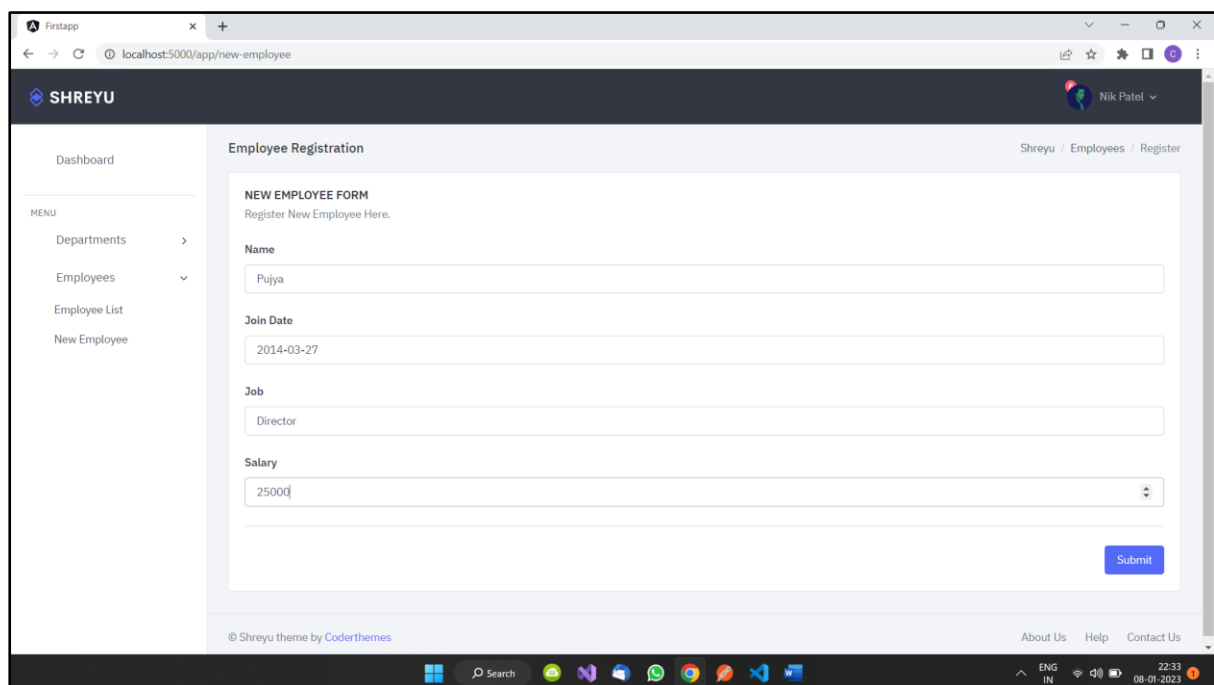 Firstapp
localhost:5000/app/new-employee
C
SHREYU
Nik Patel
Dashboard
MENU
Departments
Employees
Employee List
New Employee
Employee Registration
Shreyu / Employees / Register
NEW EMPLOYEE FORM
Register New Employee Here.
Name
Pujya
Join Date
2014-03-27
Job
Director
Salary
25000
Submit
© Shreyu theme by Coderthemes
About Us Help Contact Us
Search
ENG
IN
22:33
08-01-2023
1